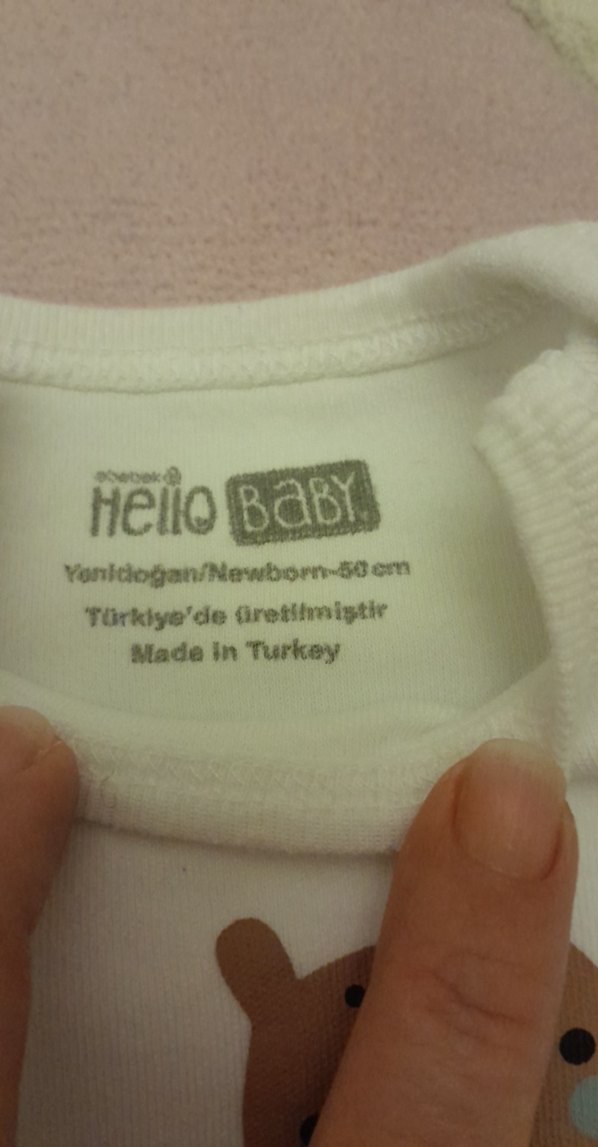 ebebek
Hello BaBY
Yenidoğan/Newborn-50 cm
Türkiye'de üretilmiştir
Made in Turkey